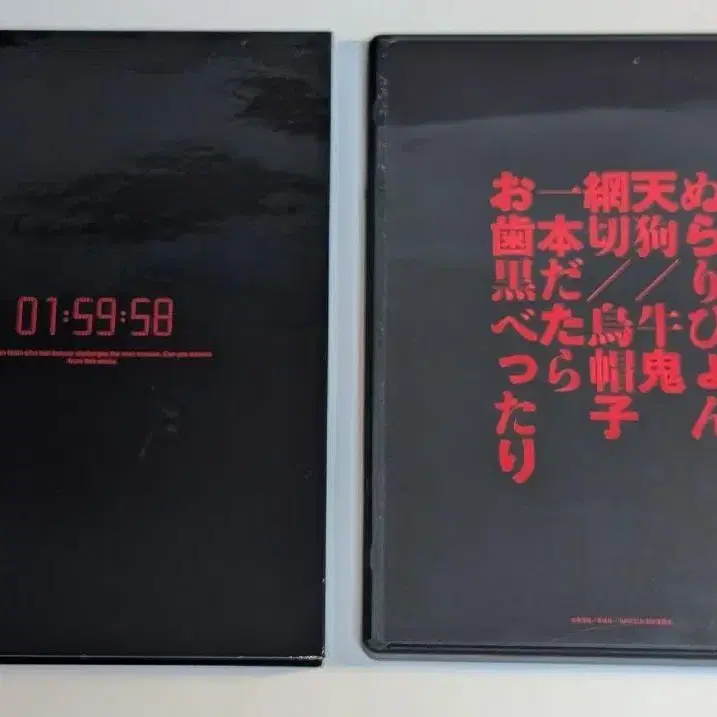 01:59:58
ぬらりひょん
天狗／牛鬼
網切／烏帽子
一本だたら
お歯黒べったり